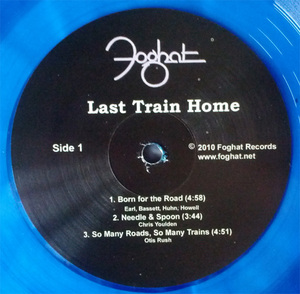 Foghat
Last Train Home
Side 1
© 2010 Foghat Records
www.foghat.net
1. Born for the Road (4:58)
Earl, Bassett, Huhn, Howell
2. Needle & Spoon (3:44)
Chris Youlden
3. So Many Roads, So Many Trains (4:51)
Otis Rush